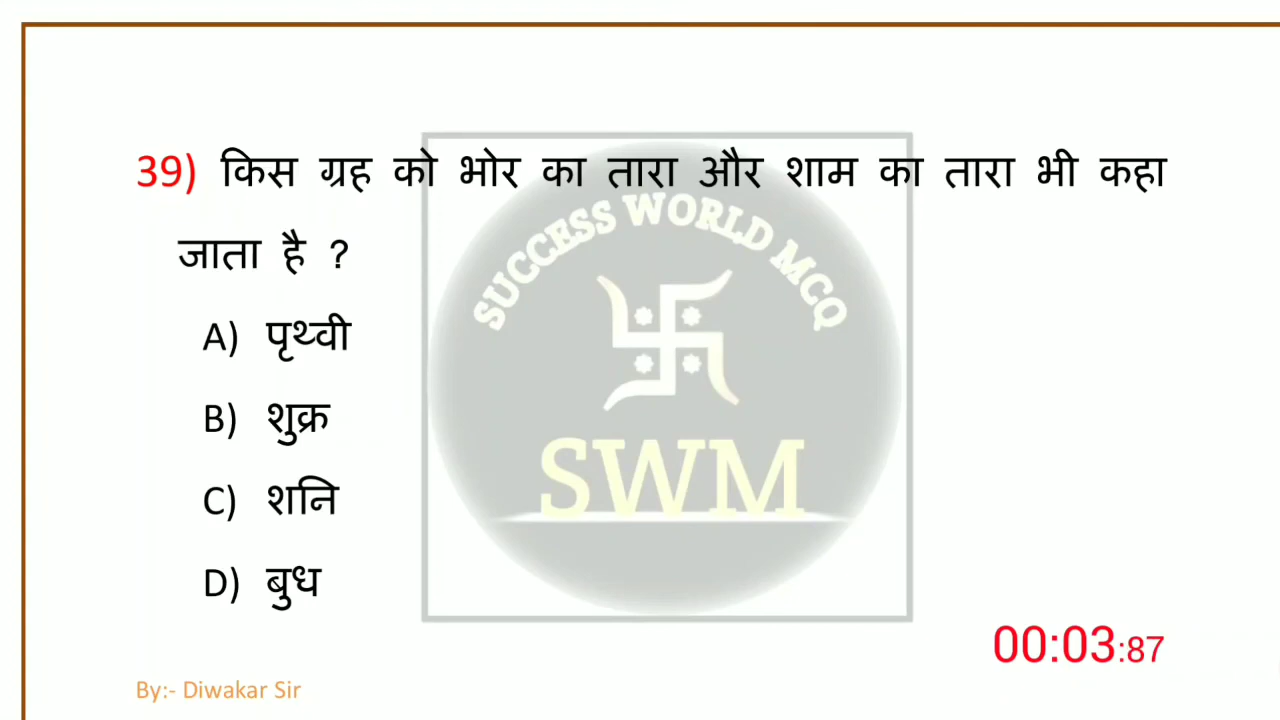 39) किस ग्रह को भोर का तारा और शाम का तारा भी कहा
जाता है ?
SUCCESS WORLD MCQ
A) पृथ्वी
B) शुक्र
C) शनि
SWM
D) बुध
00:03:87
By:- Diwakar Sir